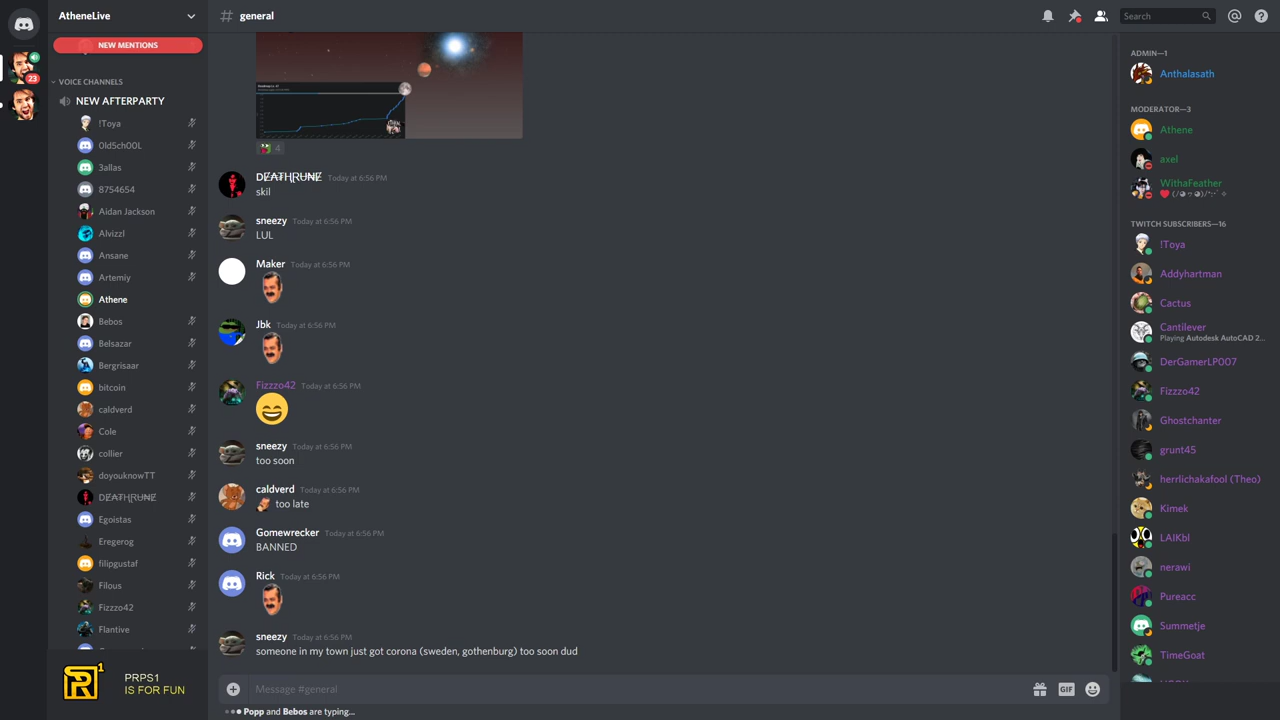 AtheneLive
NEW MENTIONS
23
VOICE CHANNELS
NEW AFTERPARTY
!Toya
0ld5ch00L
3allas
8754654
Aidan Jackson
Alvizzl
Ansane
Artemiy
Athene
Bebos
Belsazar
Bergrisaar
bitcoin
caldverd
Cole
collier
doyouknowTT
DEATH[RUNE
Egoistas
Eregerog
filipgustaf
Filous
Fizzzo42
Flantive
R1
PRPS1
IS FOR FUN
# general
Search
4
DEATH[RUNE Today at 6:56 PM
skil
sneezy Today at 6:56 PM
LUL
Maker Today at 6:56 PM
Jbk Today at 6:56 PM
Fizzzo42 Today at 6:56 PM
sneezy Today at 6:56 PM
too soon
caldverd Today at 6:56 PM
too late
Gomewrecker Today at 6:56 PM
BANNED
Rick Today at 6:56 PM
sneezy Today at 6:56 PM
someone in my town just got corona (sweden, gothenburg) too soon dud
Message #general
GIF
Popp and Bebos are typing...
ADMIN—1
Anthalasath
MODERATOR—3
Athene
axel
WithaFeather
TWITCH SUBSCRIBERS—16
!Toya
Addyhartman
Cactus
Cantilever
Playing Autodesk AutoCAD 2...
DerGamerLP007
Fizzzo42
Ghostchanter
grunt45
herrlichakafool (Theo)
Kimek
LAIKbl
nerawi
Pureacc
Summetje
TimeGoat